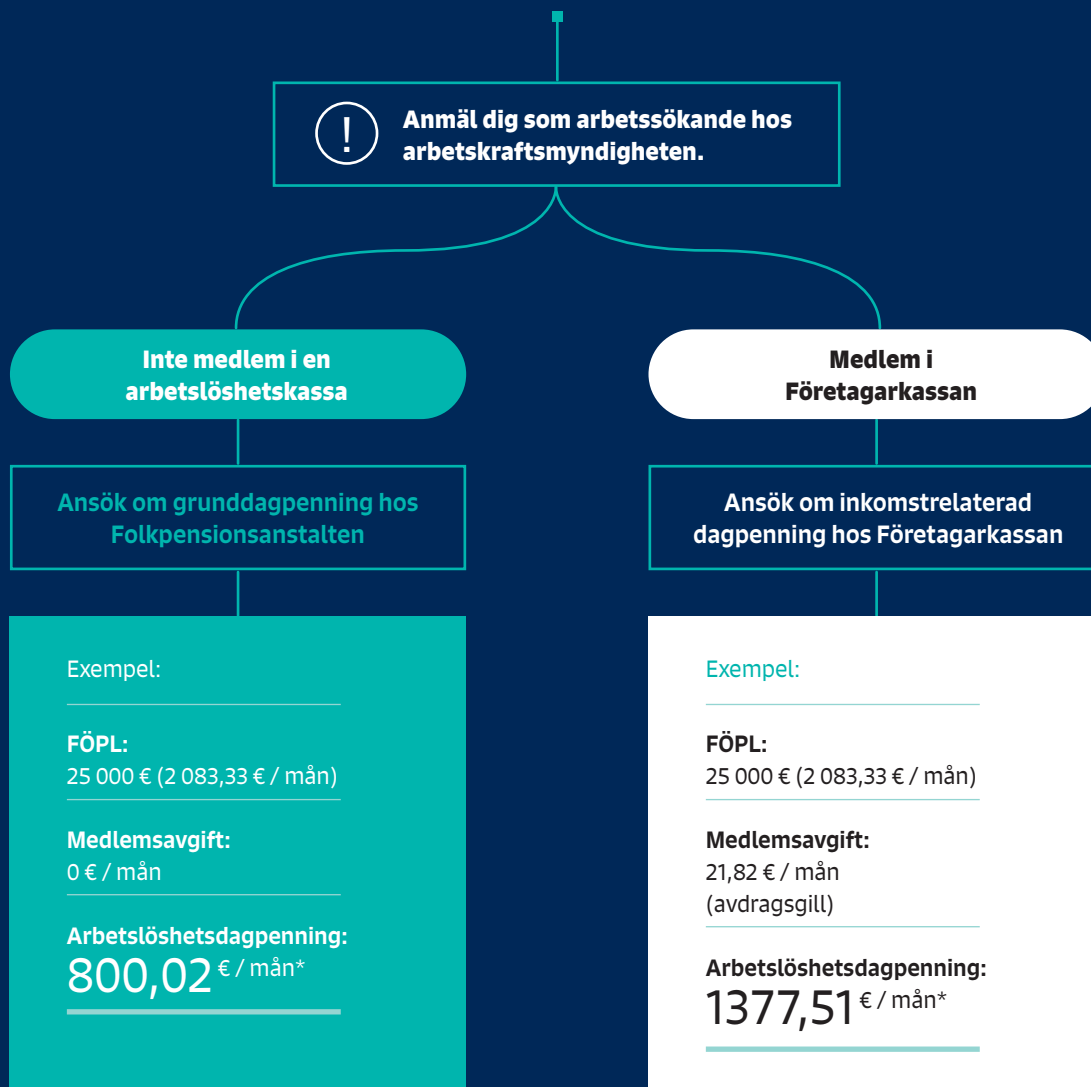 !
Anmäl dig som arbetssökande hos
arbetskraftsmyndigheten.
Inte medlem i en
arbetslöshetskassa
Ansök om grunddagpenning hos
Folkpensionsanstalten
Exempel:
FÖPL:
25 000 € (2 083,33 € / mån)
Medlemsavgift:
0 € / mån
Arbetslöshetsdagpenning:
800,02 € / mån*
Medlem i
Företagarkassan
Ansök om inkomstrelaterad
dagpenning hos Företagarkassan
Exempel:
FÖPL:
25 000 € (2 083,33 € / mån)
Medlemsavgift:
21,82 € / mån
(avdragsgill)
Arbetslöshetsdagpenning:
1377,51 € / mån*